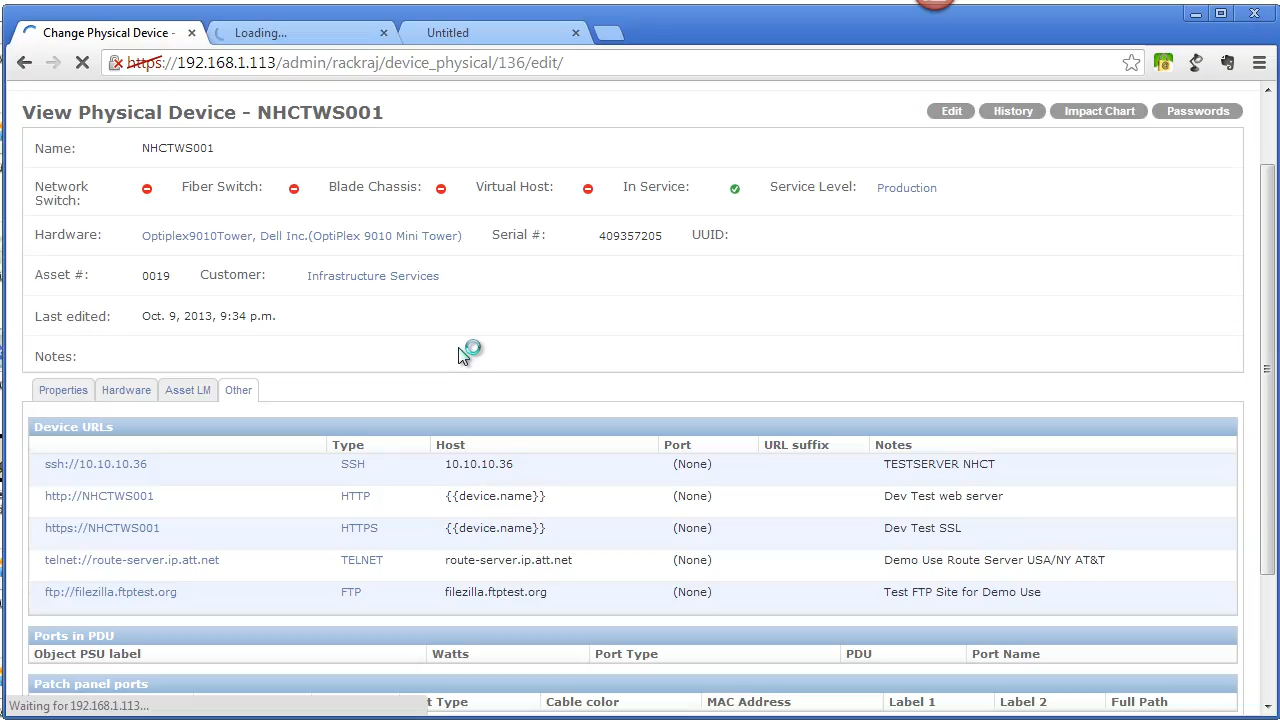 Change Physical Device -
Loading...
Untitled
https://192.168.1.113/admin/rackraj/device_physical/136/edit/
View Physical Device - NHCTWS001
Edit History Impact Chart Passwords
Name: NHCTWS001
Network Switch: Fiber Switch: Blade Chassis: Virtual Host: In Service: Service Level: Production
Hardware: Optiplex9010Tower, Dell Inc.(OptiPlex 9010 Mini Tower) Serial #: 409357205 UUID:
Asset #: 0019 Customer: Infrastructure Services
Last edited: Oct. 9, 2013, 9:34 p.m.
Notes:
Properties Hardware Asset LM Other
Device URLs
Type Host Port URL suffix Notes
ssh://10.10.10.36 SSH 10.10.10.36 (None) TESTSERVER NHCT
http://NHCTWS001 HTTP {{device.name}} (None) Dev Test web server
https://NHCTWS001 HTTPS {{device.name}} (None) Dev Test SSL
telnet://route-server.ip.att.net TELNET route-server.ip.att.net (None) Demo Use Route Server USA/NY AT&T
ftp://filezilla.ftptest.org FTP filezilla.ftptest.org (None) Test FTP Site for Demo Use
Ports in PDU
Object PSU label Watts Port Type PDU Port Name
Patch panel ports
t Type Cable color MAC Address Label 1 Label 2 Full Path
Waiting for 192.168.1.113...